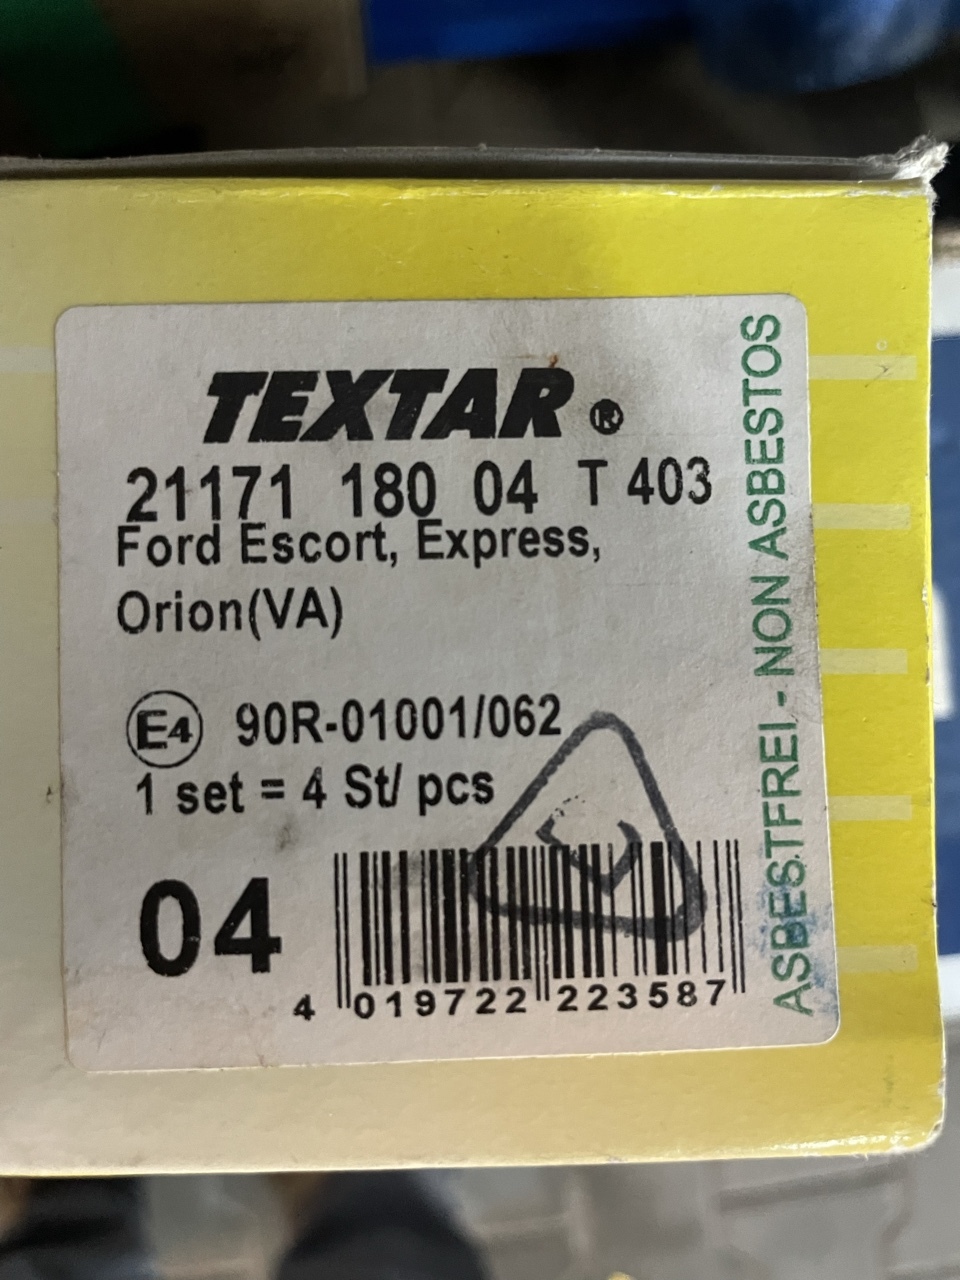 TEXTAR ®
21171 180 04 T 403
Ford Escort, Express,
Orion(VA)
E4 90R-01001/062
1 set = 4 St/ pcs
04
4 019722 223587
ASBESTFREI - NON ASBESTOS